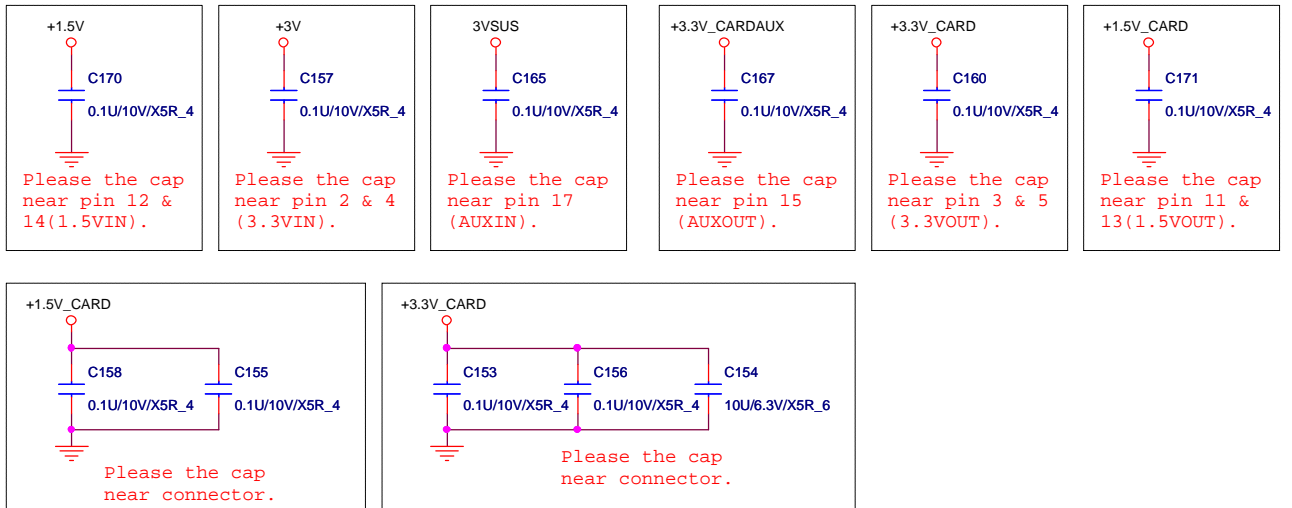 +1.5V
C170
0.1U/10V/X5R_4
Please the cap
near pin 12 &
14(1.5VIN).
+3V
C157
0.1U/10V/X5R_4
Please the cap
near pin 2 & 4
(3.3VIN).
3VSUS
C165
0.1U/10V/X5R_4
Please the cap
near pin 17
(AUXIN).
+3.3V_CARDAUX
C167
0.1U/10V/X5R_4
Please the cap
near pin 15
(AUXOUT).
+3.3V_CARD
C160
0.1U/10V/X5R_4
Please the cap
near pin 3 & 5
(3.3VOUT).
+1.5V_CARD
C171
0.1U/10V/X5R_4
Please the cap
near pin 11 &
13(1.5VOUT).
+1.5V_CARD
C158
0.1U/10V/X5R_4
C155
0.1U/10V/X5R_4
Please the cap
near connector.
+3.3V_CARD
C153
0.1U/10V/X5R_4
C156
0.1U/10V/X5R_4
C154
10U/6.3V/X5R_6
Please the cap
near connector.